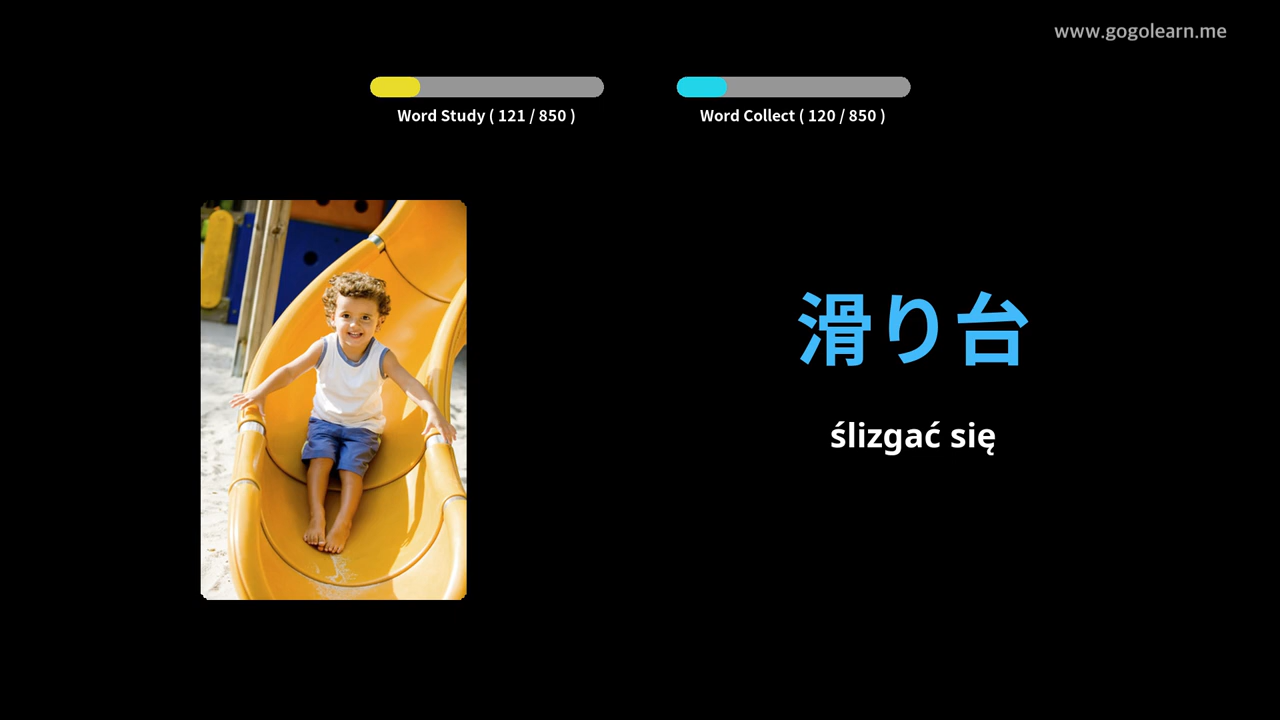 www.gogolearn.me
Word Study ( 121 / 850 )
Word Collect ( 120 / 850 )
滑り台
ślizgać się